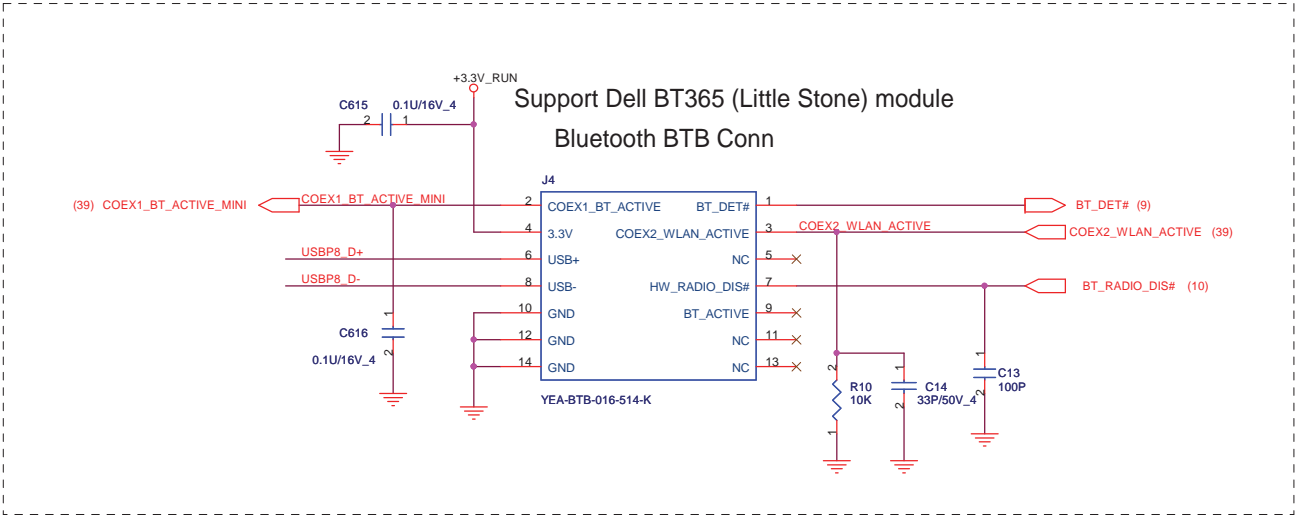 +3.3V_RUN
Support Dell BT365 (Little Stone) module
Bluetooth BTB Conn
C615 0.1U/16V_4
2 1
J4
(39) COEX1_BT_ACTIVE_MINI COEX1_BT_ACTIVE_MINI 2 COEX1_BT_ACTIVE BT_DET# 1 BT_DET# (9)
4 3.3V COEX2_WLAN_ACTIVE 3 COEX2_WLAN_ACTIVE COEX2_WLAN_ACTIVE (39)
USBP8_D+ 6 USB+ NC 5
USBP8_D- 8 USB- HW_RADIO_DIS# 7 BT_RADIO_DIS# (10)
10 GND BT_ACTIVE 9
12 GND NC 11
14 GND NC 13
YEA-BTB-016-514-K
1
C616
0.1U/16V_4
2
2
R10
10K
1
1
C14
33P/50V_4
2
1
C13
100P
2